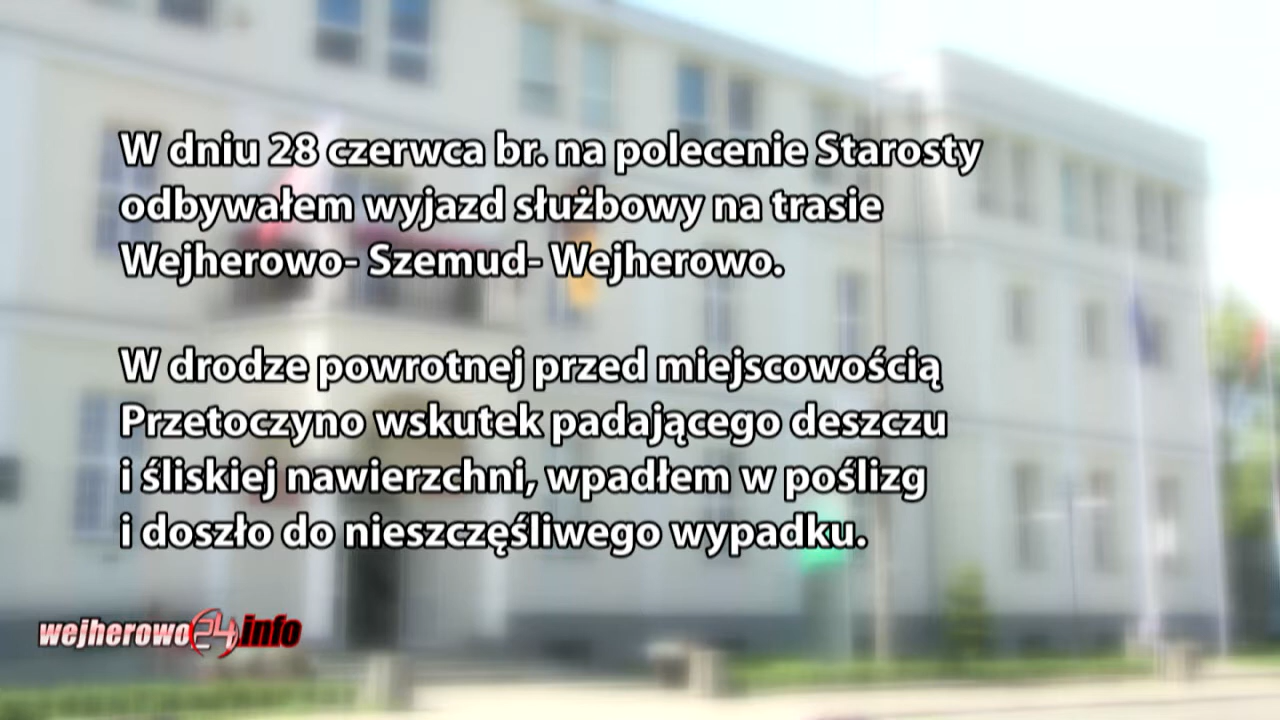 W dniu 28 czerwca br. na polecenie Starosty
odbywałem wyjazd służbowy na trasie
Wejherowo- Szemud- Wejherowo.
W drodze powrotnej przed miejscowością
Przetoczyno wskutek padającego deszczu
i śliskiej nawierzchni, wpadłem w poślizg
i doszło do nieszczęśliwego wypadku.
wejherowo24info